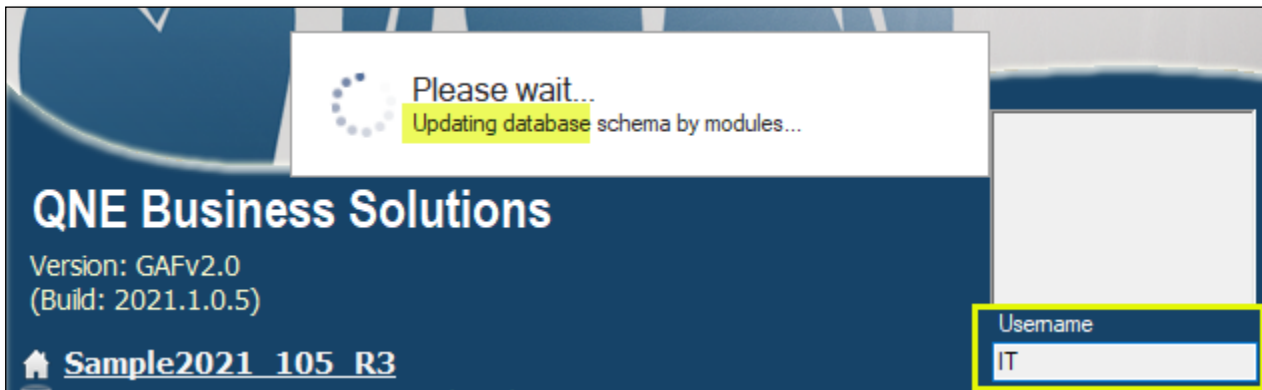 Please wait...
Updating database schema by modules...
QNE Business Solutions
Version: GAFv2.0
(Build: 2021.1.0.5)
Username
Sample2021_105_R3
IT